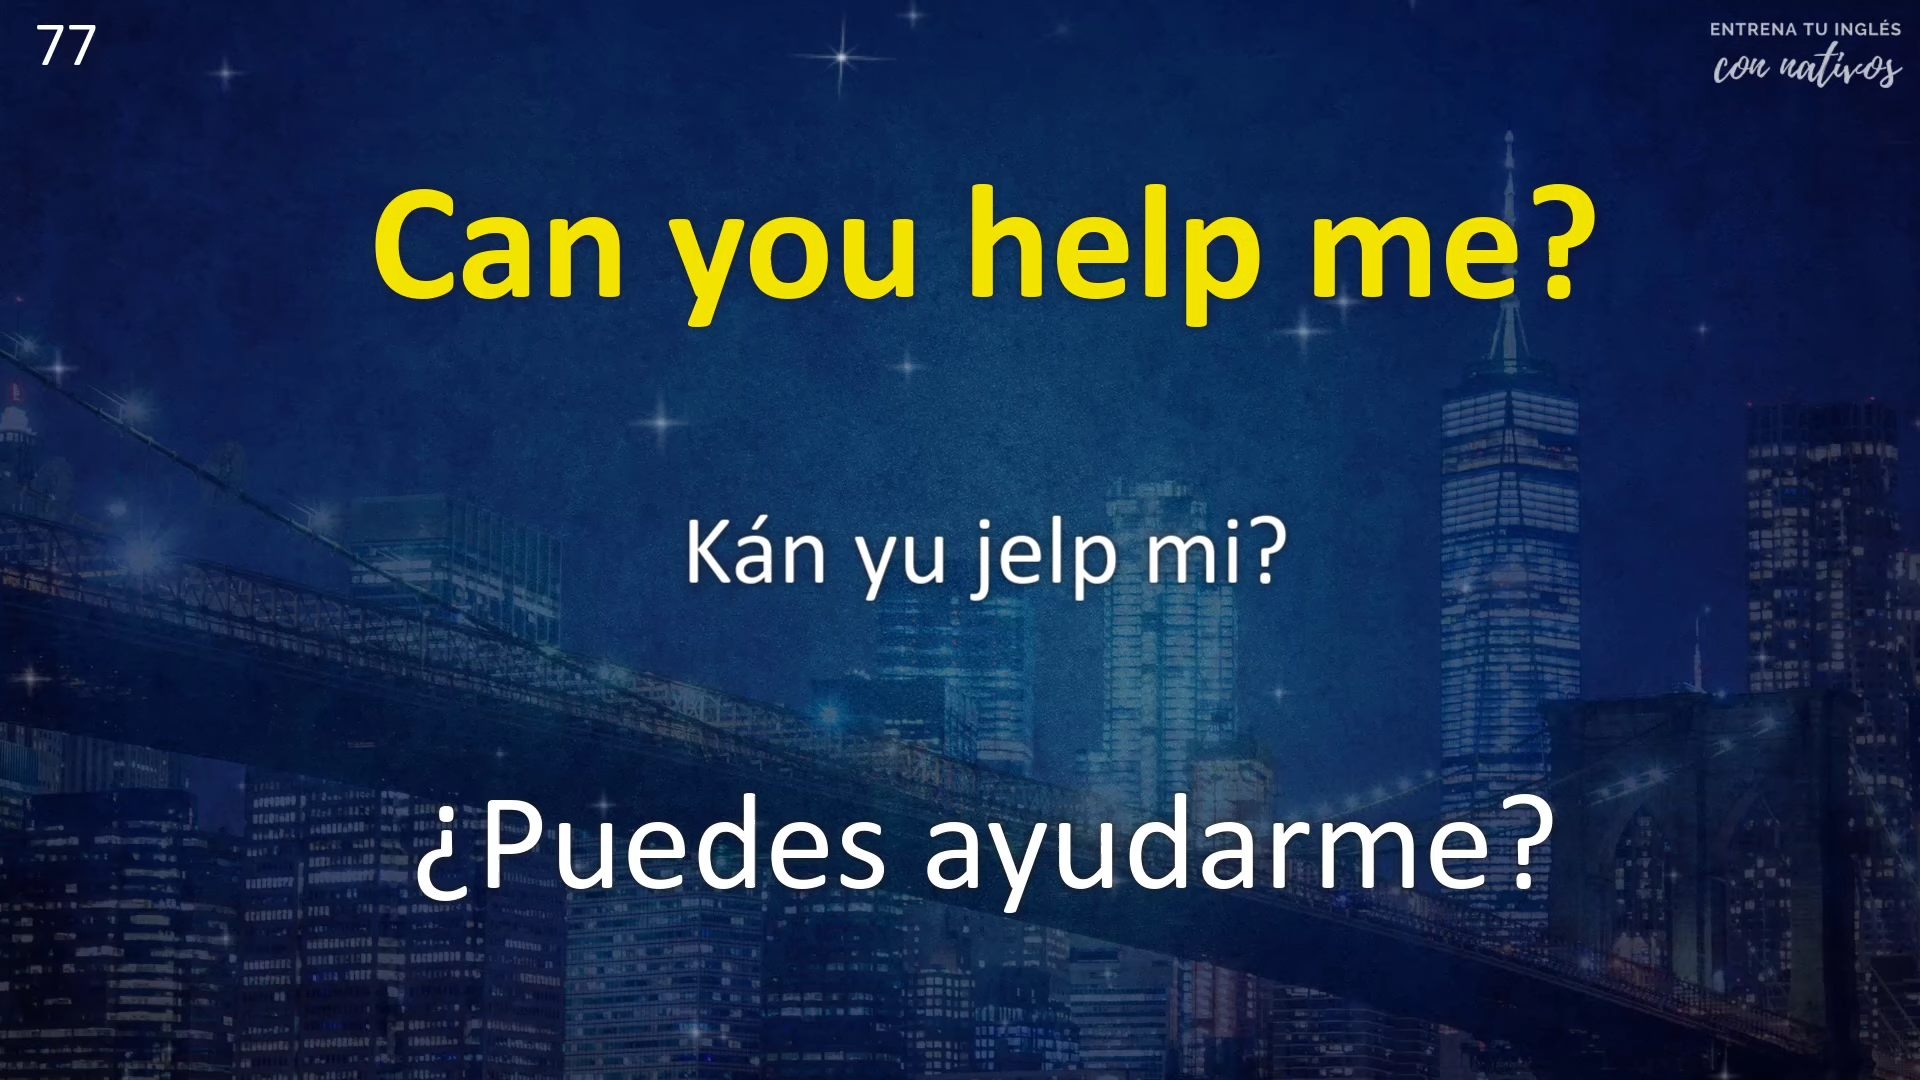 77
ENTRENA TU INGLÉS
con nativos
Can you help me?
Kán yu jelp mi?
¿Puedes ayudarme?